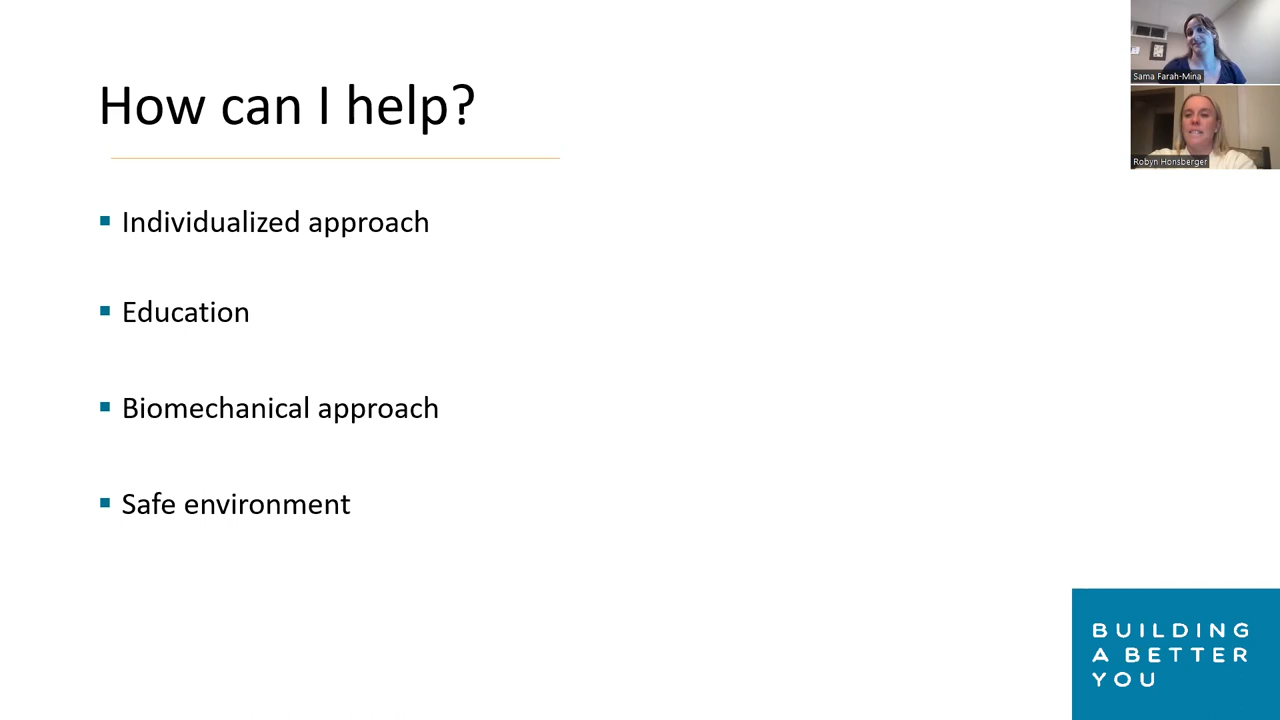 How can I help?
Individualized approach
Education
Biomechanical approach
Safe environment
Sama Farah-Mina
Robyn Honsberger
BUILDING
A BETTER
YOU